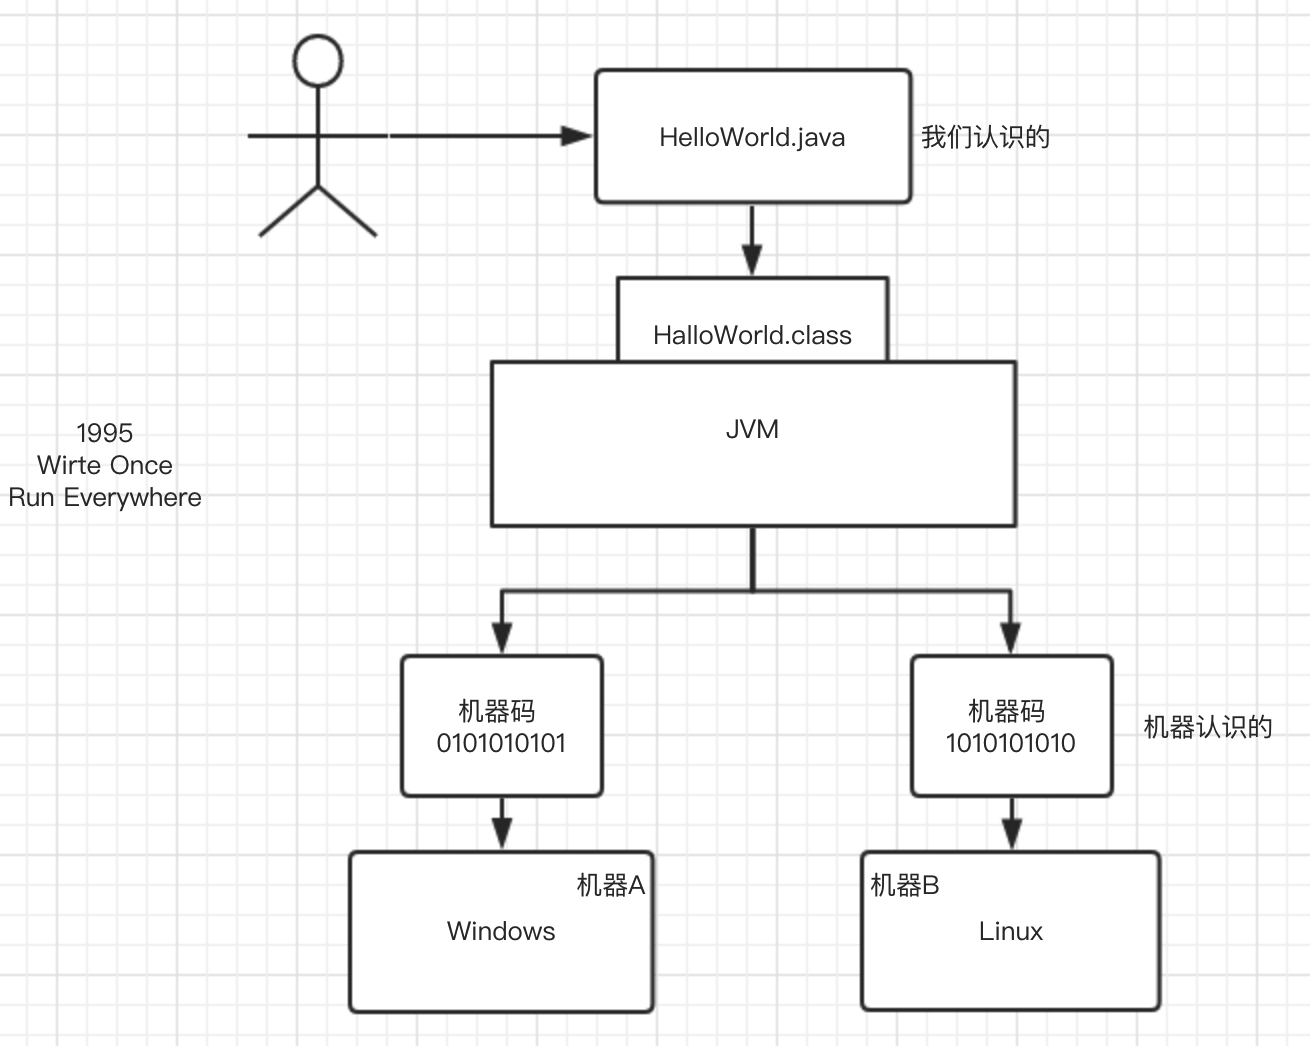 HelloWorld.java
我们认识的
HalloWorld.class
JVM
1995
Wirte Once
Run Everywhere
机器码
0101010101
机器码
1010101010
机器认识的
机器A
Windows
机器B
Linux